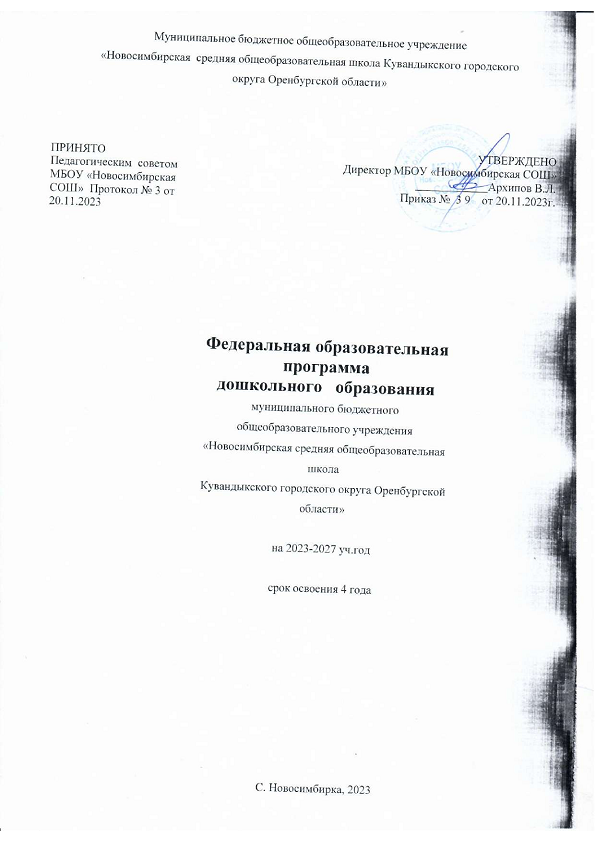 Муниципальное бюджетное общеобразовательное учреждение
«Новосимбирская средняя общеобразовательная школа Кувандыкского городского
округа Оренбургской области»
ПРИНЯТО
Педагогическим советом
МБОУ «Новосимбирская
СОШ» Протокол № 3 от
20.11.2023
УТВЕРЖДЕНО
Директор МБОУ «Новосимбирская СОШ»
____________Архипов В.Л.
Приказ № 3 9 от 20.11.2023г.
Федеральная образовательная
программа
дошкольного образования
муниципального бюджетного
общеобразовательного учреждения
«Новосимбирская средняя общеобразовательная
школа
Кувандыкского городского округа Оренбургской
области»
на 2023-2027 уч.год
срок освоения 4 года
С. Новосимбирка, 2023